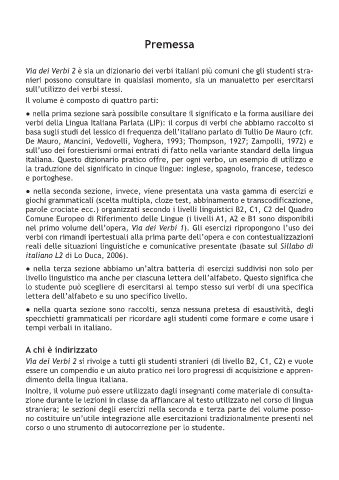 Premessa
Via dei Verbi 2 è sia un dizionario dei verbi italiani più comuni che gli studenti stra-
nieri possono consultare in qualsiasi momento, sia un manualetto per esercitarsi
sull'utilizzo dei verbi stessi.
Il volume è composto di quattro parti:
● nella prima sezione sarà possibile consultare il significato e la forma ausiliare dei
verbi della Lingua Italiana Parlata (LIP): il corpus di verbi che abbiamo raccolto si
basa sugli studi del lessico di frequenza dell'italiano parlato di Tullio De Mauro (cfr.
De Mauro, Mancini, Vedovelli, Voghera, 1993; Thompson, 1927; Zampolli, 1972) e
sull'uso dei forestierismi ormai entrati di fatto nella variante standard della lingua
italiana. Questo dizionario pratico offre, per ogni verbo, un esempio di utilizzo e
la traduzione del significato in cinque lingue: inglese, spagnolo, francese, tedesco
e portoghese.
● nella seconda sezione, invece, viene presentata una vasta gamma di esercizi e
giochi grammaticali (scelta multipla, cloze test, abbinamento e transcodificazione,
parole crociate ecc.) organizzati secondo i livelli linguistici B2, C1, C2 del Quadro
Comune Europeo di Riferimento delle Lingue (i livelli A1, A2 e B1 sono disponibili
nel primo volume dell'opera, Via dei Verbi 1). Gli esercizi ripropongono l'uso dei
verbi con rimandi ipertestuali alla prima parte dell'opera e con contestualizzazioni
reali delle situazioni linguistiche e comunicative presentate (basate sul Sillabo di
italiano L2 di Lo Duca, 2006).
● nella terza sezione abbiamo un'altra batteria di esercizi suddivisi non solo per
livello linguistico ma anche per ciascuna lettera dell'alfabeto. Questo significa che
lo studente può scegliere di esercitarsi al tempo stesso sui verbi di una specifica
lettera dell'alfabeto e su uno specifico livello.
● nella quarta sezione sono raccolti, senza nessuna pretesa di esaustività, degli
specchietti grammaticali per ricordare agli studenti come formare e come usare i
tempi verbali in italiano.
A chi è indirizzato
Via dei Verbi 2 si rivolge a tutti gli studenti stranieri (di livello B2, C1, C2) e vuole
essere un compendio e un aiuto pratico nei loro progressi di acquisizione e appren-
dimento della lingua italiana.
Inoltre, il volume può essere utilizzato dagli insegnanti come materiale di consulta-
zione durante le lezioni in classe da affiancare al testo utilizzato nel corso di lingua
straniera; le sezioni degli esercizi nella seconda e terza parte del volume posso-
no costituire un'utile integrazione alle esercitazioni tradizionalmente presenti nel
corso o uno strumento di autocorrezione per lo studente.